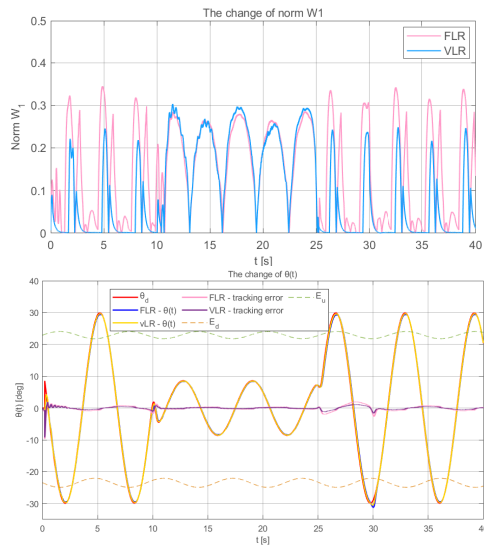 The change of norm W1
0.5
0.4
0.3
0.2
0.1
0
Norm W1
FLR
VLR
0 5 10 15 20 25 30 35 40
t [s]
The change of θ(t)
40
30
20
10
0
-10
-20
-30
θ(t) [deg]
θd FLR - tracking error Eu
FLR - θ(t) VLR - tracking error
vLR - θ(t) Ed
0 5 10 15 20 25 30 35 40
t [s]